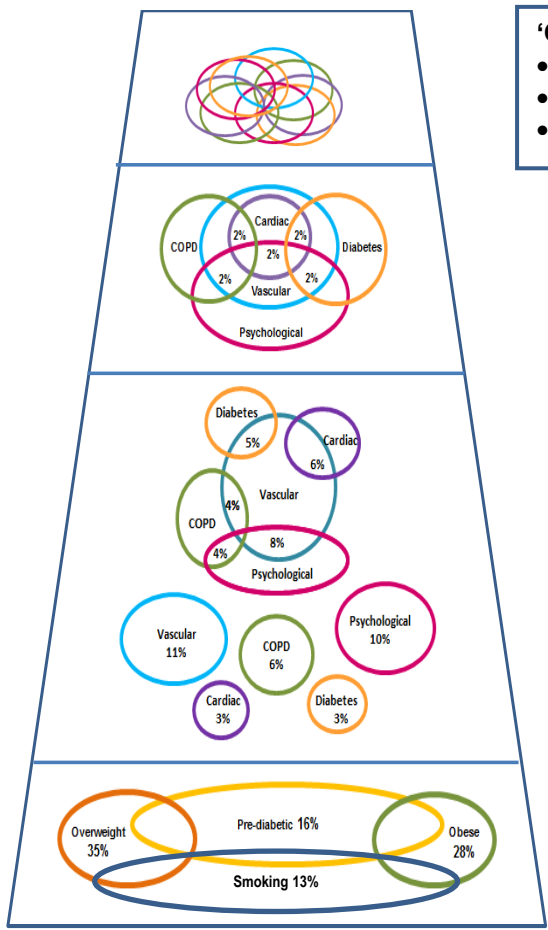 ‘
•
•
•
Cardiac
COPD
2%
2%
Diabetes
2%
2%
2%
Vascular
Psychological
Diabetes
5%
Cardiac
6%
Vascular
4%
COPD
4%
8%
Psychological
Vascular
11%
Psychological
10%
COPD
6%
Cardiac
3%
Diabetes
3%
Overweight
35%
Pre-diabetic 16%
Obese
28%
Smoking 13%